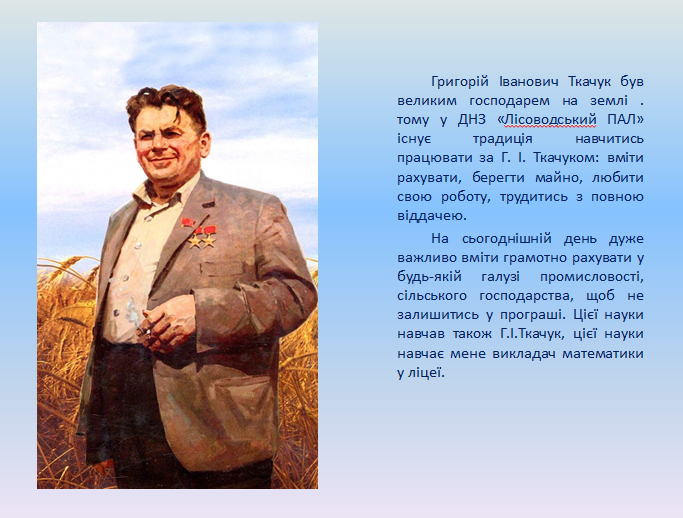 Григорій Іванович Ткачук був
великим господарем на землі .
тому у ДНЗ «Лісоводський ПАЛ»
існує традиція навчитись
працювати за Г. І. Ткачуком: вміти
рахувати, берегти майно, любити
свою роботу, трудитись з повною
віддачею.
На сьогоднішній день дуже
важливо вміти грамотно рахувати у
будь-якій галузі промисловості,
сільського господарства, щоб не
залишитись у програші. Цієї науки
навчав також Г.І.Ткачук, цієї науки
навчає мене викладач математики
у ліцеї.